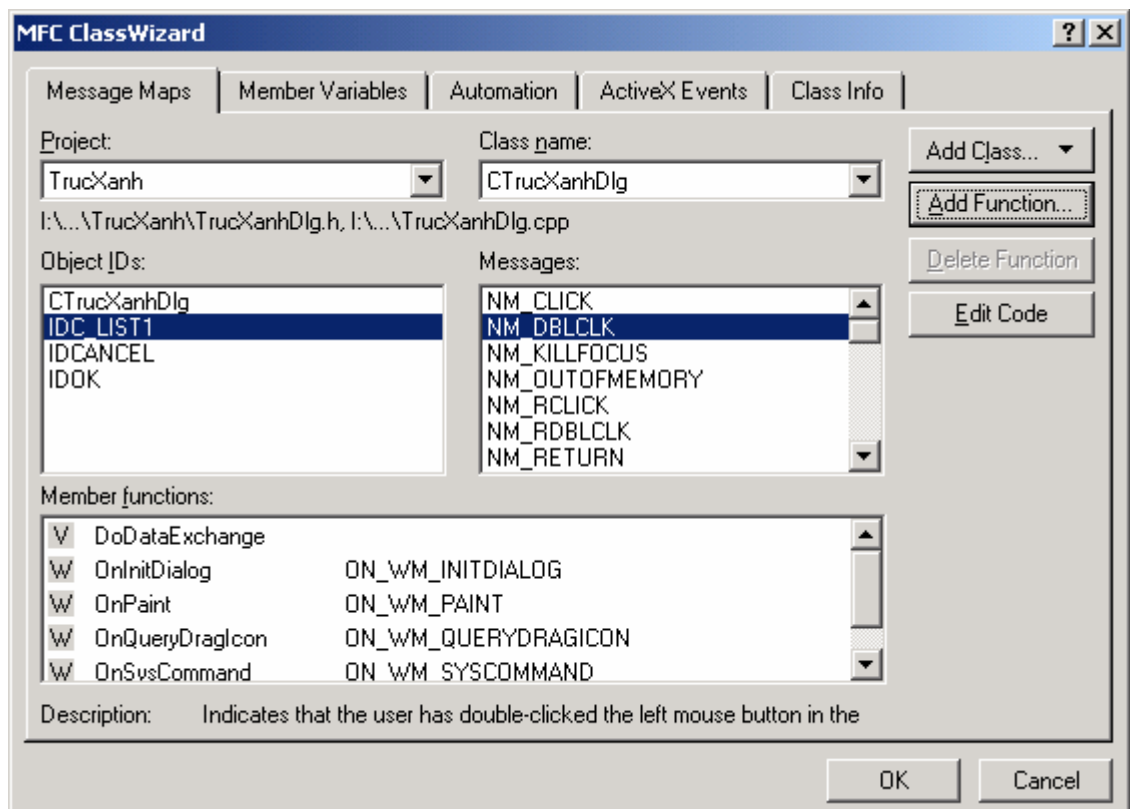 MFC ClassWizard
Message Maps Member Variables Automation ActiveX Events Class Info
Project: Class name:
TrucXanh CTrucXanhDlg
Add Class...
I:\...\TrucXanh\TrucXanhDlg.h, I:\...\TrucXanhDlg.cpp
Add Function...
Object IDs: Messages:
Delete Function
CTrucXanhDlg NM_CLICK
IDC_LIST1 NM_DBLCLK
Edit Code
IDCANCEL NM_KILLFOCUS
IDOK NM_OUTOFMEMORY
NM_RCLICK
NM_RDBLCLK
NM_RETURN
Member functions:
V DoDataExchange
W OnInitDialog ON_WM_INITDIALOG
W OnPaint ON_WM_PAINT
W OnQueryDragIcon ON_WM_QUERYDRAGICON
W OnSysCommand ON_WM_SYSCOMMAND
Description: Indicates that the user has double-clicked the left mouse button in the
OK Cancel